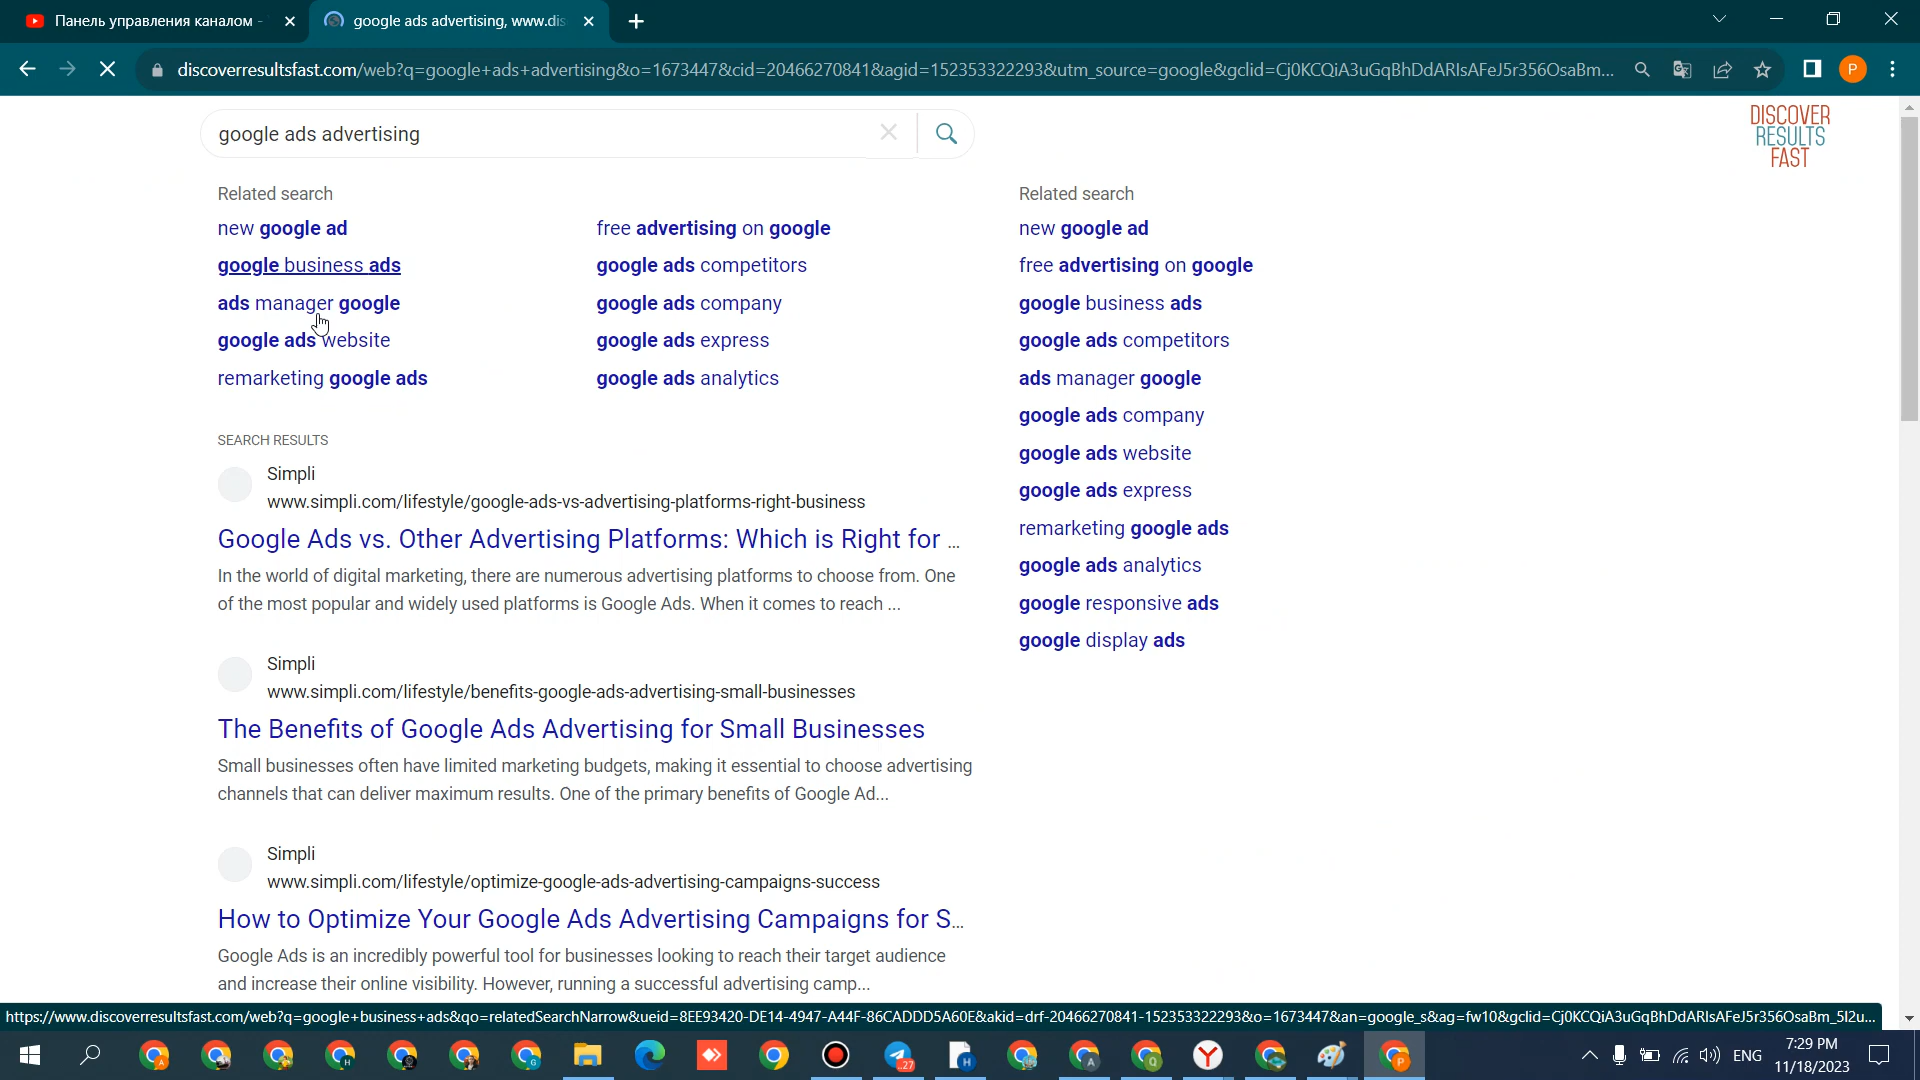 Панель управления каналом -
google ads advertising, www.dis
discoverresultsfast.com/web?q=google+ads+advertising&o=1673447&cid=20466270841&agid=152353322293&utm_source=google&gclid=Cj0KCQiA3uGqBhDdARIsAFeJ5r356OsaBm...
P
google ads advertising
DISCOVER
RESULTS
FAST
Related search
new google ad
google business ads
ads manager google
google ads website
remarketing google ads
free advertising on google
google ads competitors
google ads company
google ads express
google ads analytics
Related search
new google ad
free advertising on google
google business ads
google ads competitors
ads manager google
google ads company
google ads website
google ads express
remarketing google ads
google ads analytics
google responsive ads
google display ads
SEARCH RESULTS
Simpli
www.simpli.com/lifestyle/google-ads-vs-advertising-platforms-right-business
Google Ads vs. Other Advertising Platforms: Which is Right for ...
In the world of digital marketing, there are numerous advertising platforms to choose from. One
of the most popular and widely used platforms is Google Ads. When it comes to reach ...
Simpli
www.simpli.com/lifestyle/benefits-google-ads-advertising-small-businesses
The Benefits of Google Ads Advertising for Small Businesses
Small businesses often have limited marketing budgets, making it essential to choose advertising
channels that can deliver maximum results. One of the primary benefits of Google Ad...
Simpli
www.simpli.com/lifestyle/optimize-google-ads-advertising-campaigns-success
How to Optimize Your Google Ads Advertising Campaigns for S...
Google Ads is an incredibly powerful tool for businesses looking to reach their target audience
and increase their online visibility. However, running a successful advertising camp...
https://www.discoverresultsfast.com/web?q=google+business+ads&qo=relatedSearchNarrow&ueid=8EE93420-DE14-4947-A44F-86CADDD5A60E&akid=drf-20466270841-152353322293&o=1673447&an=google_s&ag=fw10&gclid=Cj0KCQiA3uGqBhDdARIsAFeJ5r356OsaBm_5I2u...
ENG
7:29 PM
11/18/2023